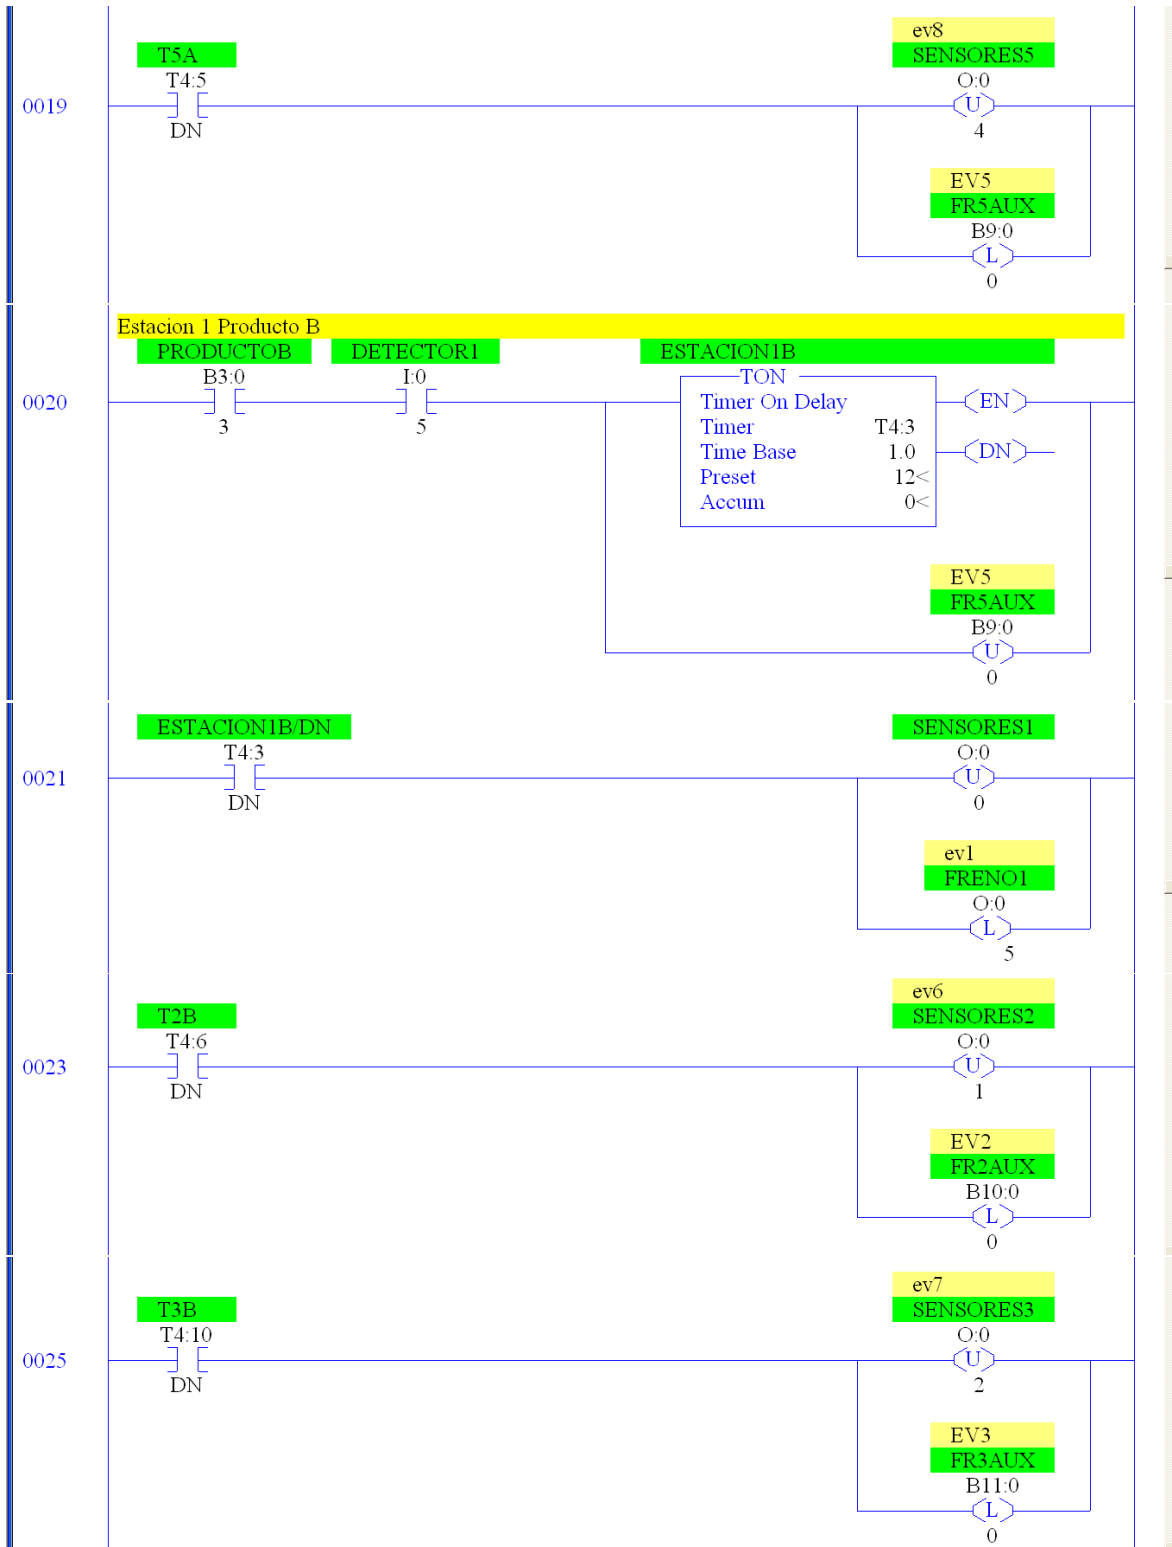 ev8
T5A
SENSORES5
T4:5
O:0
0019
U
DN
4
EV5
FR5AUX
B9:0
L
0
Estacion 1 Producto B
PRODUCTOB
DETECTOR1
ESTACION1B
B3:0
I:0
TON
0020
Timer On Delay
EN
3
5
Timer T4:3
Time Base 1.0
DN
Preset 12<
Accum 0<
EV5
FR5AUX
B9:0
U
0
ESTACION1B/DN
SENSORES1
T4:3
O:0
0021
U
DN
0
ev1
FRENO1
O:0
L
5
ev6
T2B
SENSORES2
T4:6
O:0
0023
U
DN
1
EV2
FR2AUX
B10:0
L
0
ev7
T3B
SENSORES3
T4:10
O:0
0025
U
DN
2
EV3
FR3AUX
B11:0
L
0